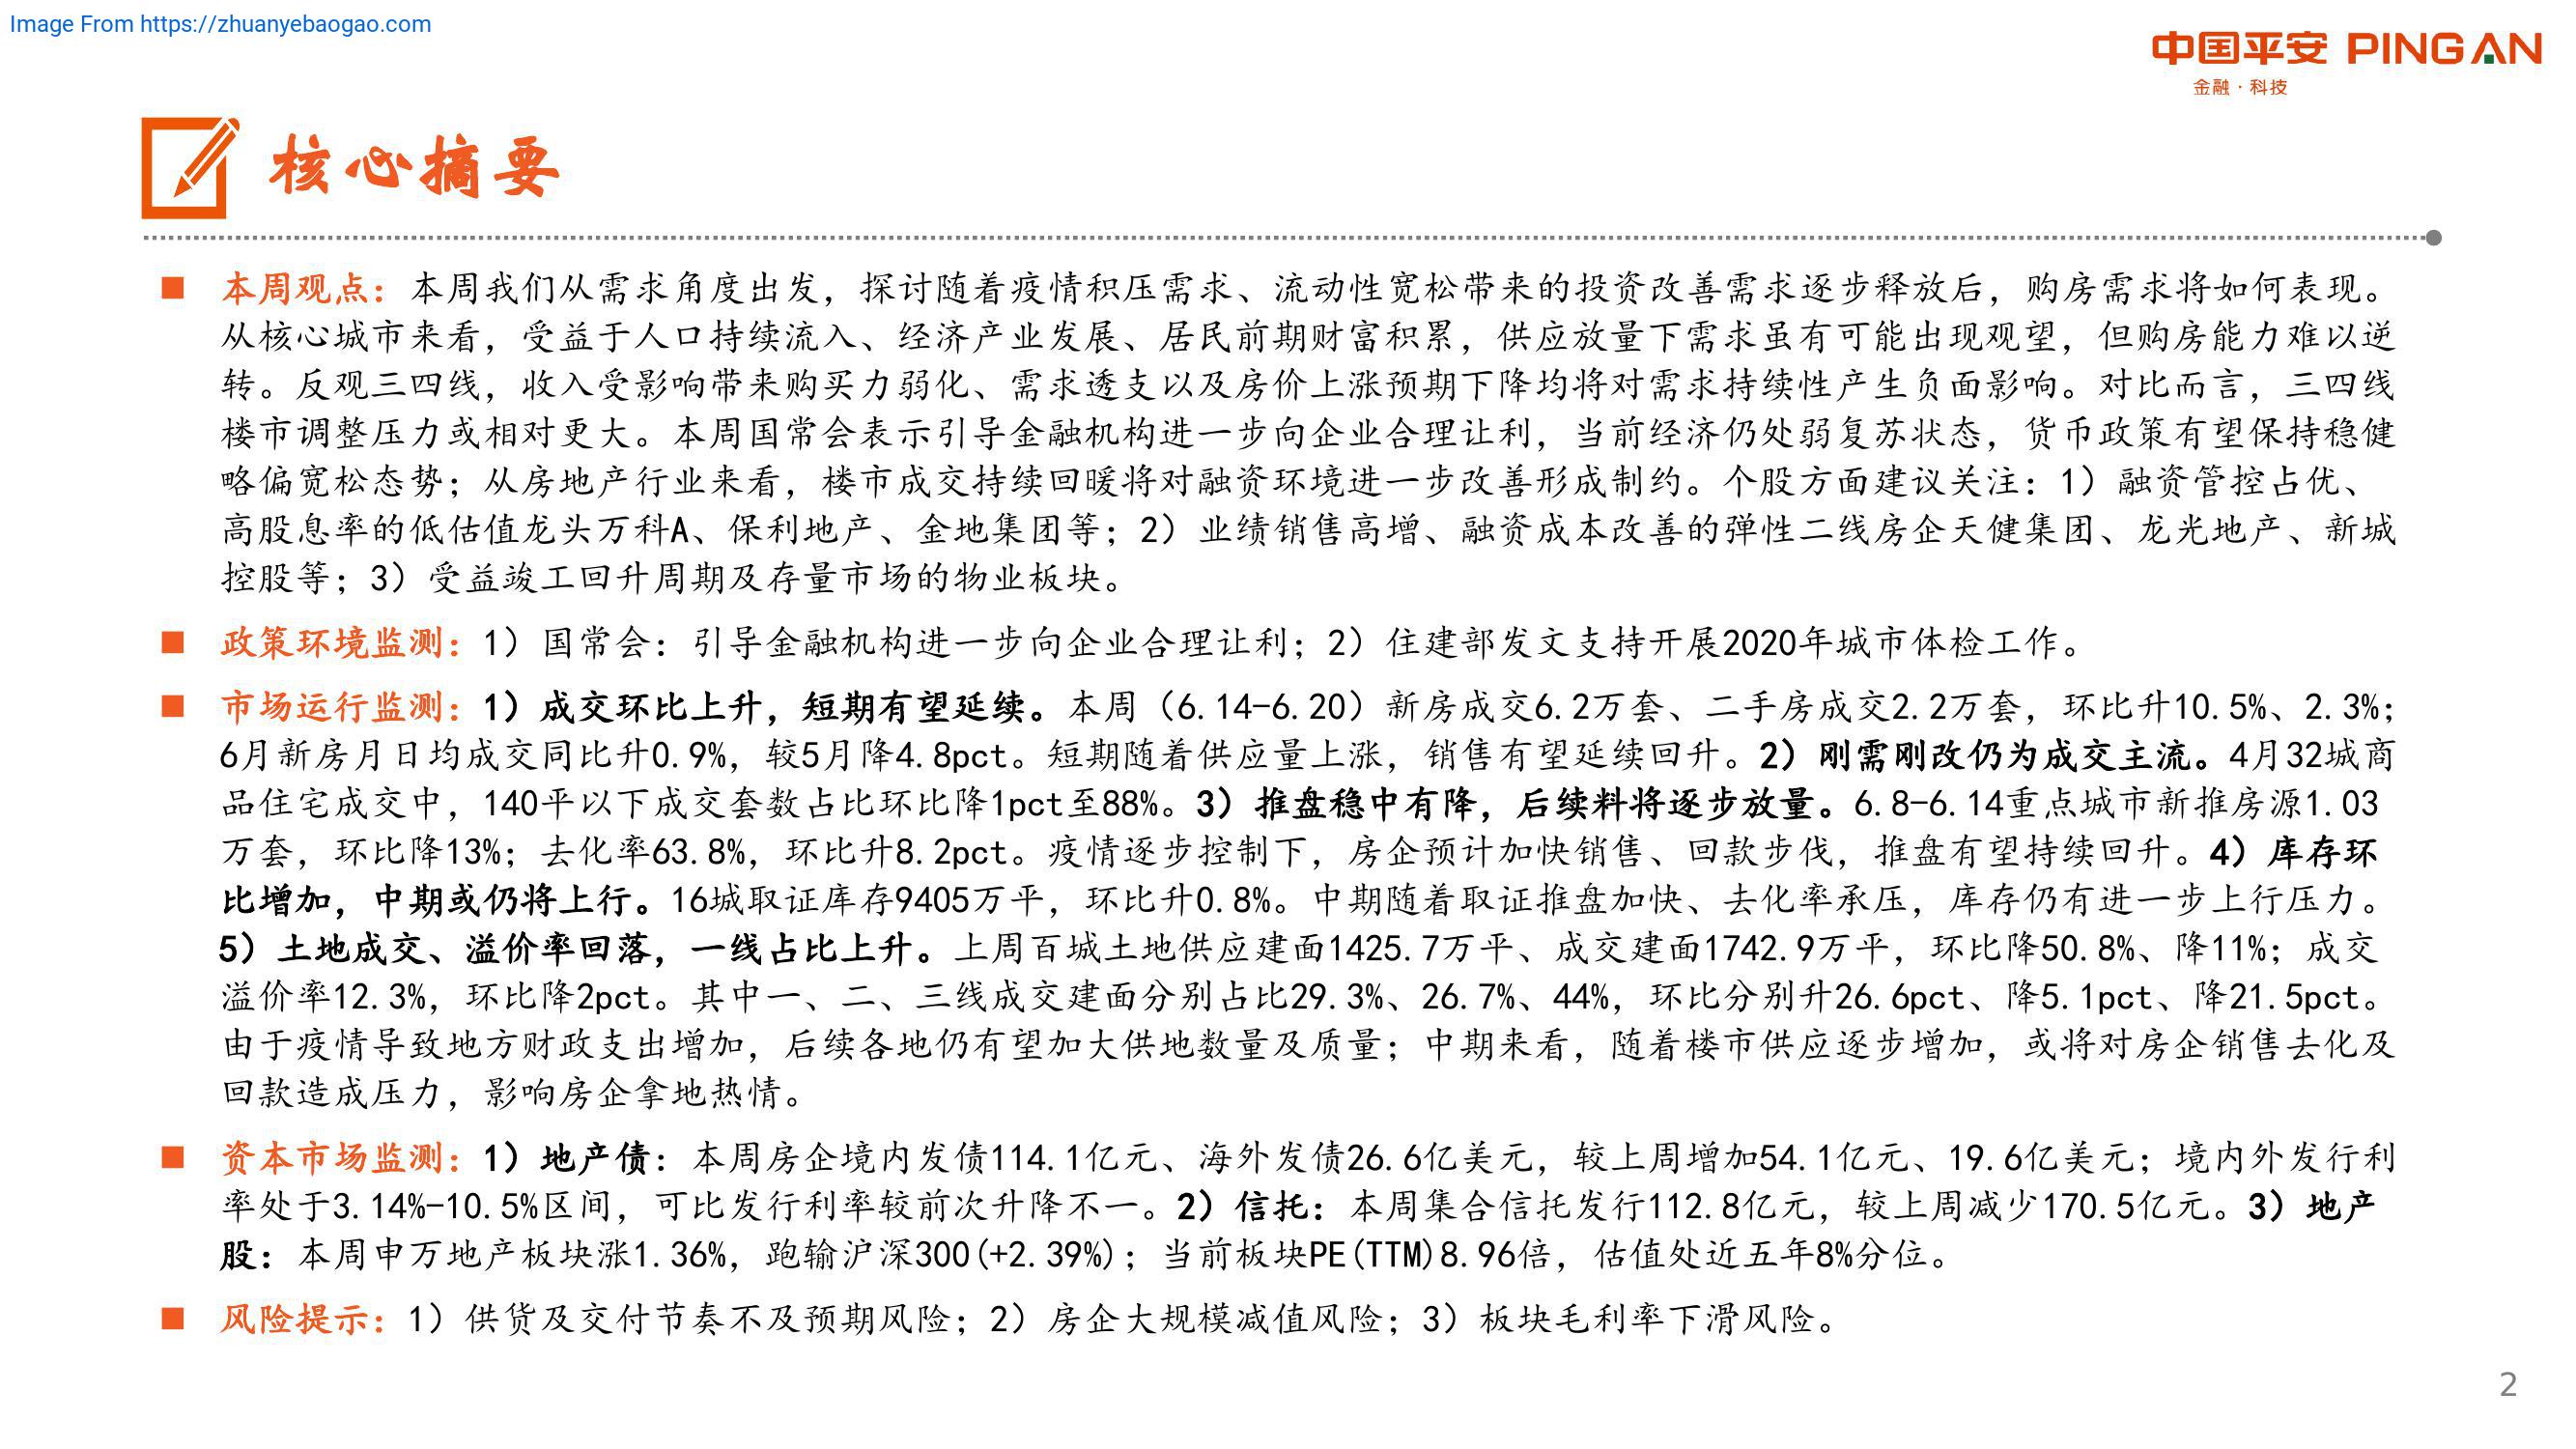 Image From https://zhuanyebaogao.com
中国平安 PING AN
金融·科技
核心摘要
■ 本周观点：本周我们从需求角度出发，探讨随着疫情积压需求、流动性宽松带来的投资改善需求逐步释放后，购房需求将如何表现。
从核心城市来看，受益于人口持续流入、经济产业发展、居民前期财富积累，供应放量下需求虽有可能出现观望，但购房能力难以逆
转。反观三四线，收入受影响带来购买力弱化、需求透支以及房价上涨预期下降均将对需求持续性产生负面影响。对比而言，三四线
楼市调整压力或相对更大。本周国常会表示引导金融机构进一步向企业合理让利，当前经济仍处弱复苏状态，货币政策有望保持稳健
略偏宽松态势；从房地产行业来看，楼市成交持续回暖将对融资环境进一步改善形成制约。个股方面建议关注：1）融资管控占优、
高股息率的低估值龙头万科A、保利地产、金地集团等；2）业绩销售高增、融资成本改善的弹性二线房企天健集团、龙光地产、新城
控股等；3）受益竣工回升周期及存量市场的物业板块。
■ 政策环境监测：1）国常会：引导金融机构进一步向企业合理让利；2）住建部发文支持开展2020年城市体检工作。
■ 市场运行监测：1）成交环比上升，短期有望延续。本周（6.14-6.20）新房成交6.2万套、二手房成交2.2万套，环比升10.5%、2.3%；
6月新房月日均成交同比升0.9%，较5月降4.8pct。短期随着供应量上涨，销售有望延续回升。2）刚需刚改仍为成交主流。4月32城商
品住宅成交中，140平以下成交套数占比环比降1pct至88%。3）推盘稳中有降，后续料将逐步放量。6.8-6.14重点城市新推房源1.03
万套，环比降13%；去化率63.8%，环比升8.2pct。疫情逐步控制下，房企预计加快销售、回款步伐，推盘有望持续回升。4）库存环
比增加，中期或仍将上行。16城取证库存9405万平，环比升0.8%。中期随着取证推盘加快、去化率承压，库存仍有进一步上行压力。
5）土地成交、溢价率回落，一线占比上升。上周百城土地供应建面1425.7万平、成交建面1742.9万平，环比降50.8%、降11%；成交
溢价率12.3%，环比降2pct。其中一、二、三线成交建面分别占比29.3%、26.7%、44%，环比分别升26.6pct、降5.1pct、降21.5pct。
由于疫情导致地方财政支出增加，后续各地仍有望加大供地数量及质量；中期来看，随着楼市供应逐步增加，或将对房企销售去化及
回款造成压力，影响房企拿地热情。
■ 资本市场监测：1）地产债：本周房企境内发债114.1亿元、海外发债26.6亿美元，较上周增加54.1亿元、19.6亿美元；境内外发行利
率处于3.14%-10.5%区间，可比发行利率较前次升降不一。2）信托：本周集合信托发行112.8亿元，较上周减少170.5亿元。3）地产
股：本周申万地产板块涨1.36%，跑输沪深300(+2.39%)；当前板块PE(TTM)8.96倍，估值处近五年8%分位。
■ 风险提示：1）供货及交付节奏不及预期风险；2）房企大规模减值风险；3）板块毛利率下滑风险。
2